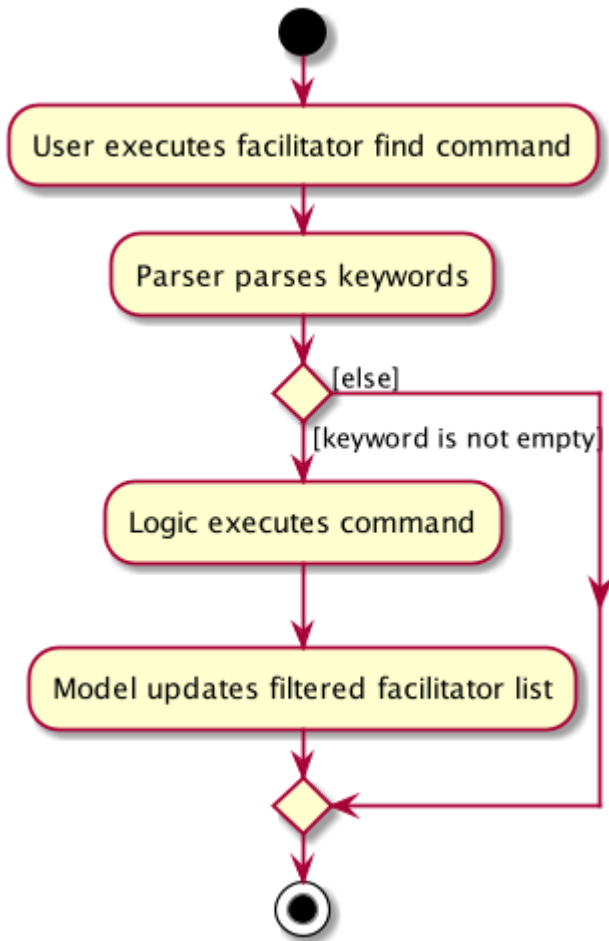 User executes facilitator find command
Parser parses keywords
[else]
[keyword is not empty]
Logic executes command
Model updates filtered facilitator list